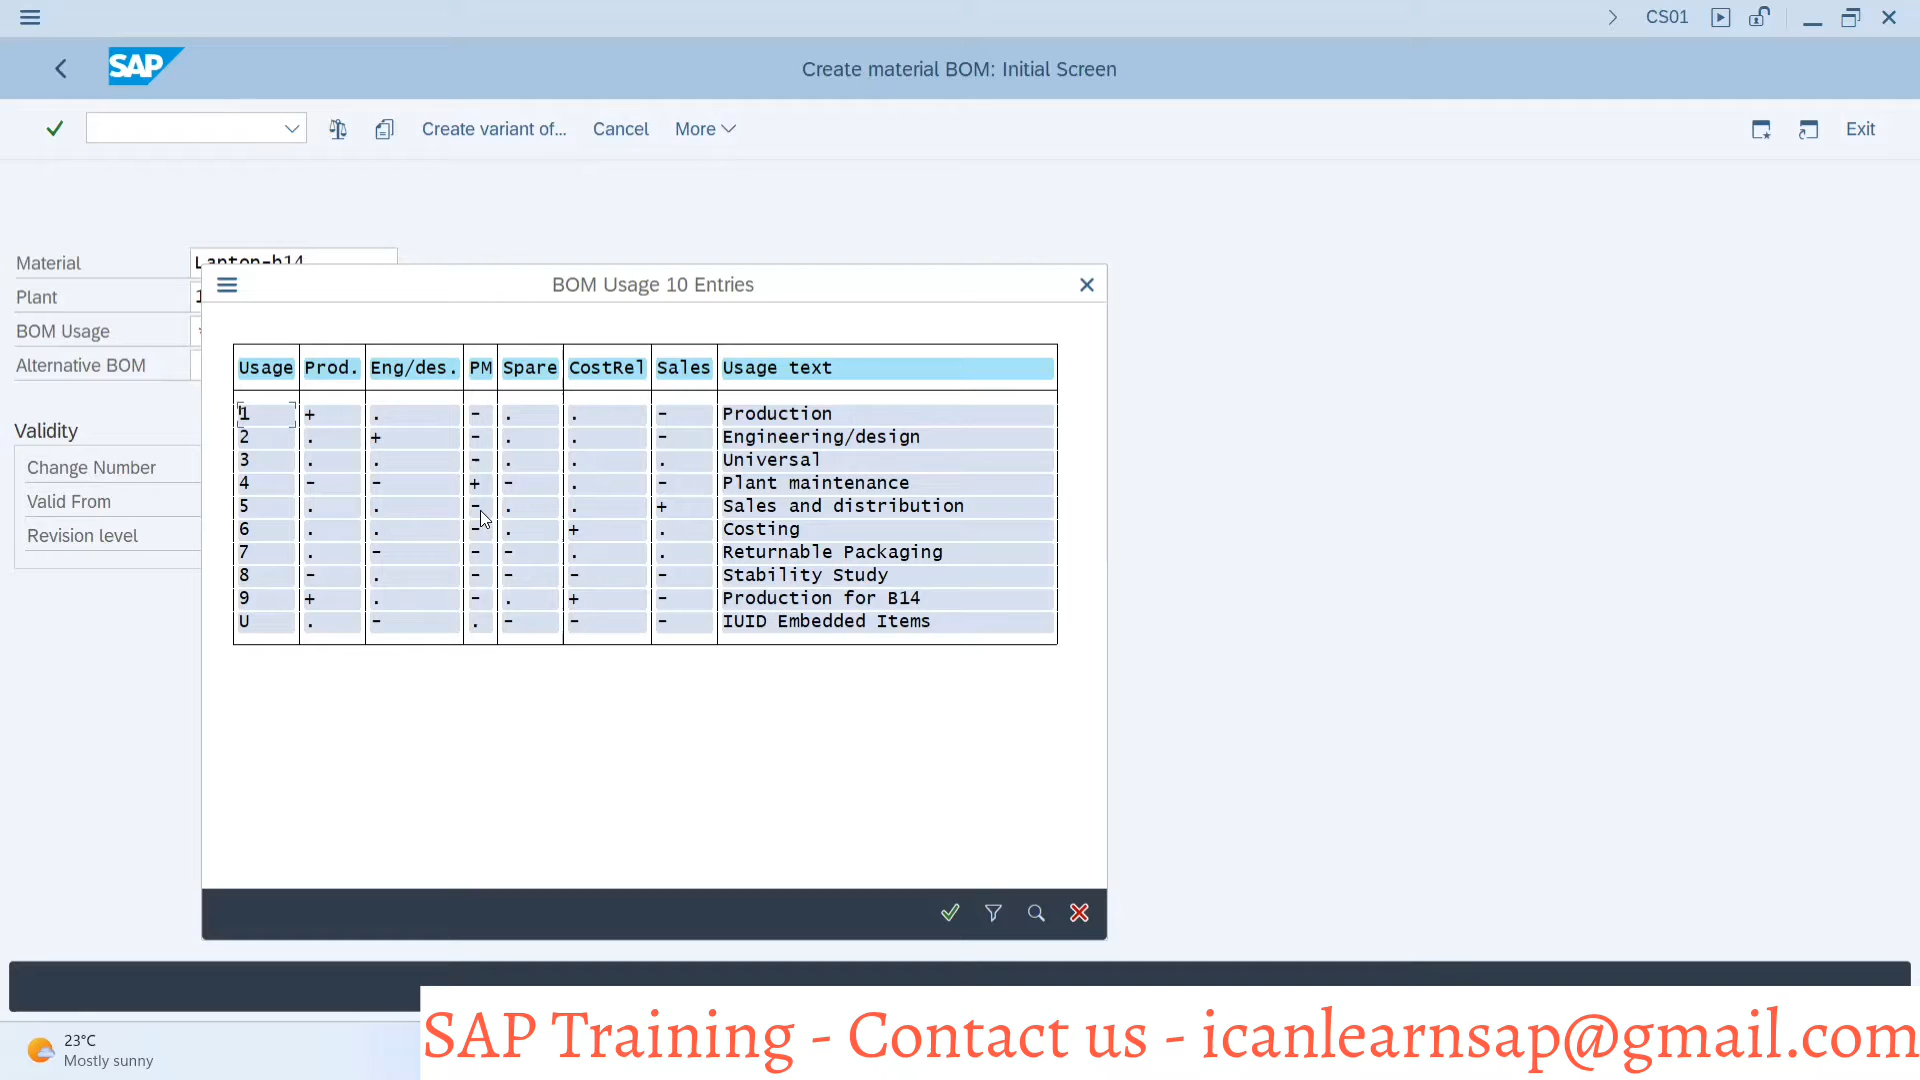 CS01
SAP
Create material BOM: Initial Screen
Create variant of...
Cancel
More
Exit
Material
Laptop-b14
Plant
1
BOM Usage
*
Alternative BOM
Validity
Change Number
Valid From
Revision level
BOM Usage 10 Entries
Usage Prod. Eng/des. PM Spare CostRel Sales Usage text
1 + . - . . - Production
2 . + - . . - Engineering/design
3 . . - . . . Universal
4 - - + - . - Plant maintenance
5 . . - . . + Sales and distribution
6 . . - . + . Costing
7 . - - - . . Returnable Packaging
8 - . - - - - Stability Study
9 + . - . + - Production for B14
U . - . - - - IUID Embedded Items
23°C
Mostly sunny
SAP Training - Contact us - icanlearnsap@gmail.com